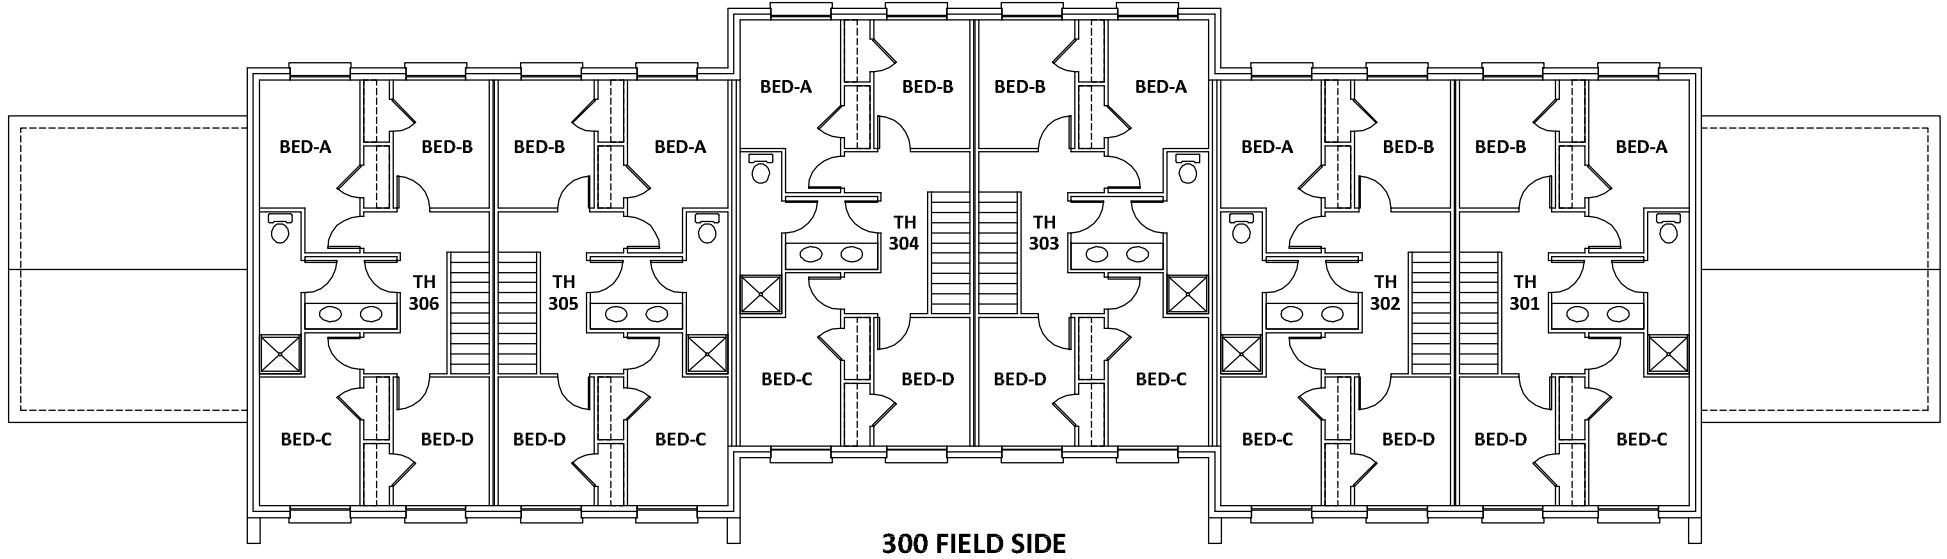 BED-A
BED-B
BED-B
BED-A
BED-A
BED-B
BED-B
BED-A
BED-A
BED-B
BED-B
BED-A
TH
304
TH
303
TH
306
TH
305
TH
302
TH
301
BED-C
BED-D
BED-D
BED-C
BED-C
BED-D
BED-D
BED-C
BED-C
BED-D
BED-D
BED-C
300 FIELD SIDE